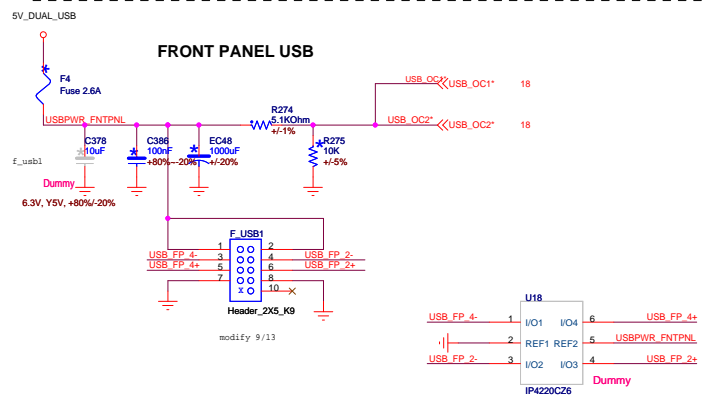 5V_DUAL_USB
FRONT PANEL USB
F4
Fuse 2.6A
USB_OC1*
USB_OC1*
18
R274
5.1KOhm
+/-1%
USBPWR_FNTPNL
USB_OC2*
USB_OC2*
18
C378
10uF
C386
100nF
+80%~-20%
EC48
1000uF
+/-20%
R275
10K
+/-5%
f_usb1
Dummy
6.3V, Y5V, +80%/-20%
F_USB1
1 2
USB_FP_4- 3 4 USB_FP_2-
USB_FP_4+ 5 6 USB_FP_2+
7 8
x 10
Header_2X5_K9
modify 9/13
U18
USB_FP_4- 1 I/O1 I/O4 6 USB_FP_4+
2 REF1 REF2 5 USBPWR_FNTPNL
USB_FP_2- 3 I/O2 I/O3 4 USB_FP_2+
Dummy
IP4220CZ6